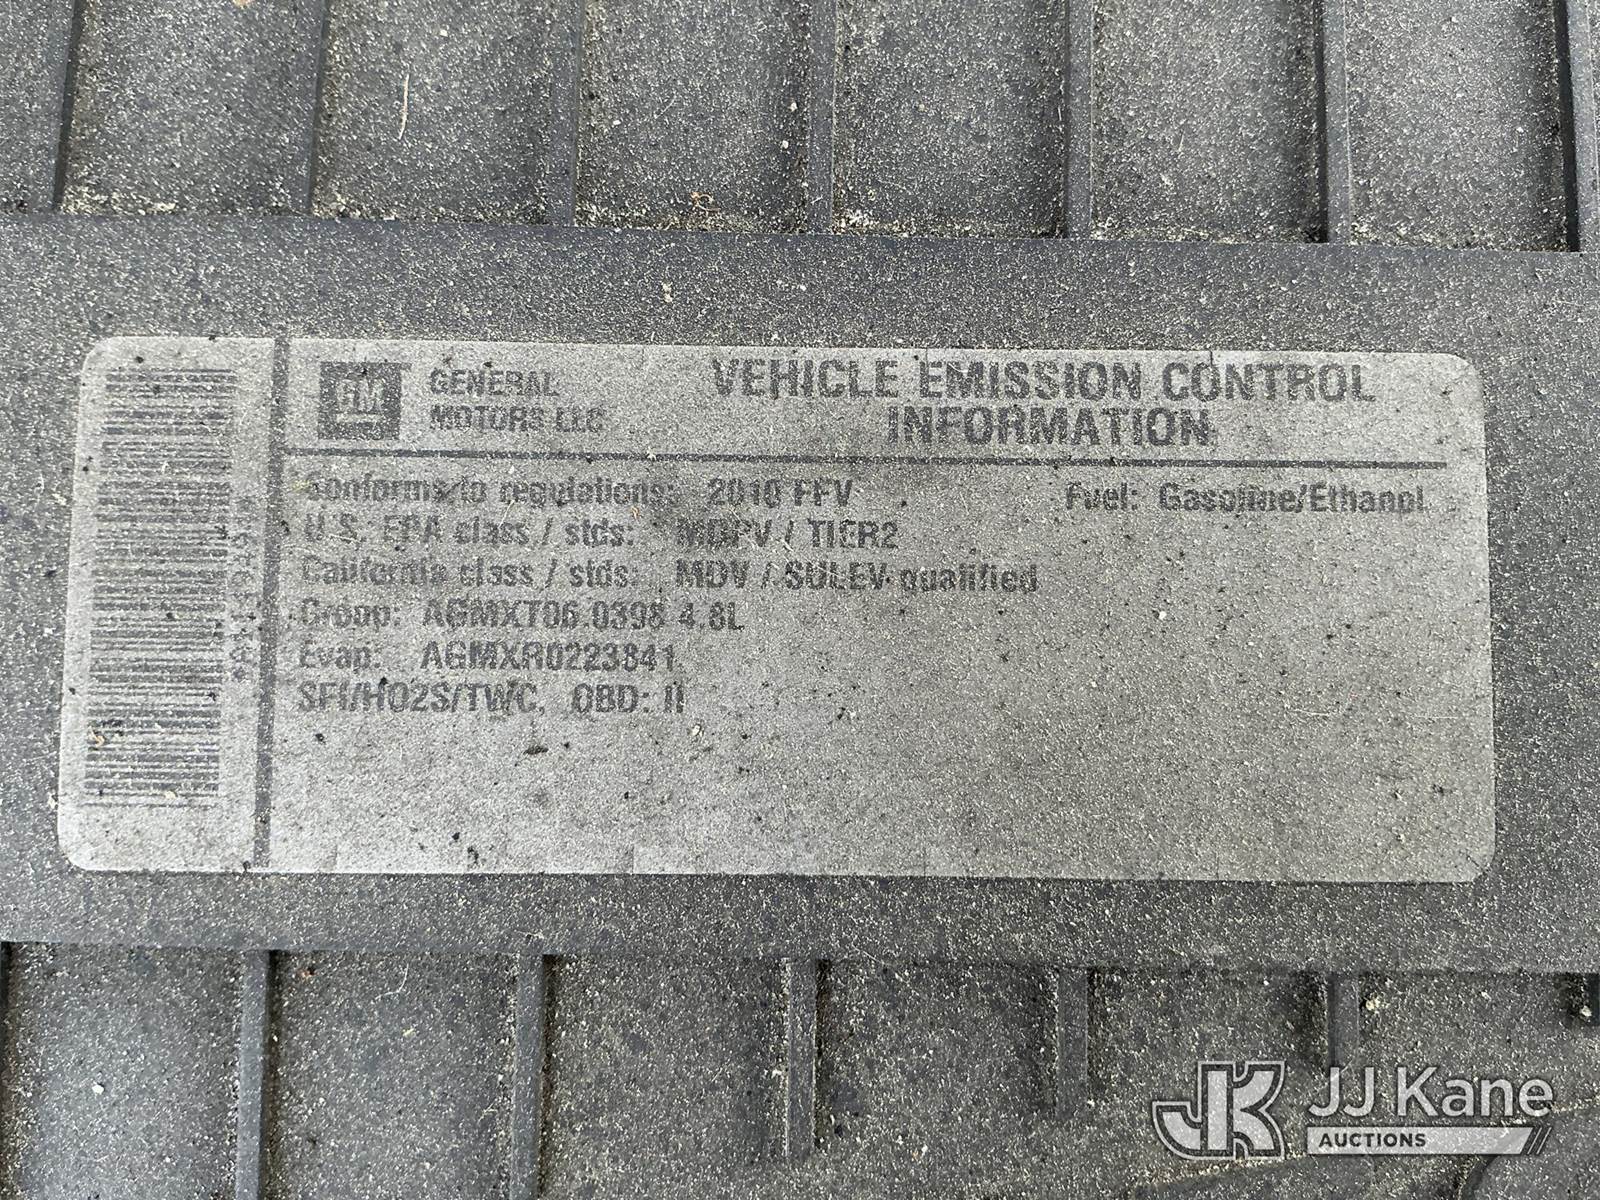 GM GENERAL MOTORS LLC
VEHICLE EMISSION CONTROL
INFORMATION
Conforms to regulations: 2010 FFV Fuel: Gasoline/Ethanol
U.S. EPA class / stds: MDPV / TIER2
California class / stds: MDV / SULEV qualified
Group: AGMXT06.0398 4.8L
Evap: AGMXR0223841
SFI/HO2S/TWC, OBD: II
JK JJ Kane
AUCTIONS